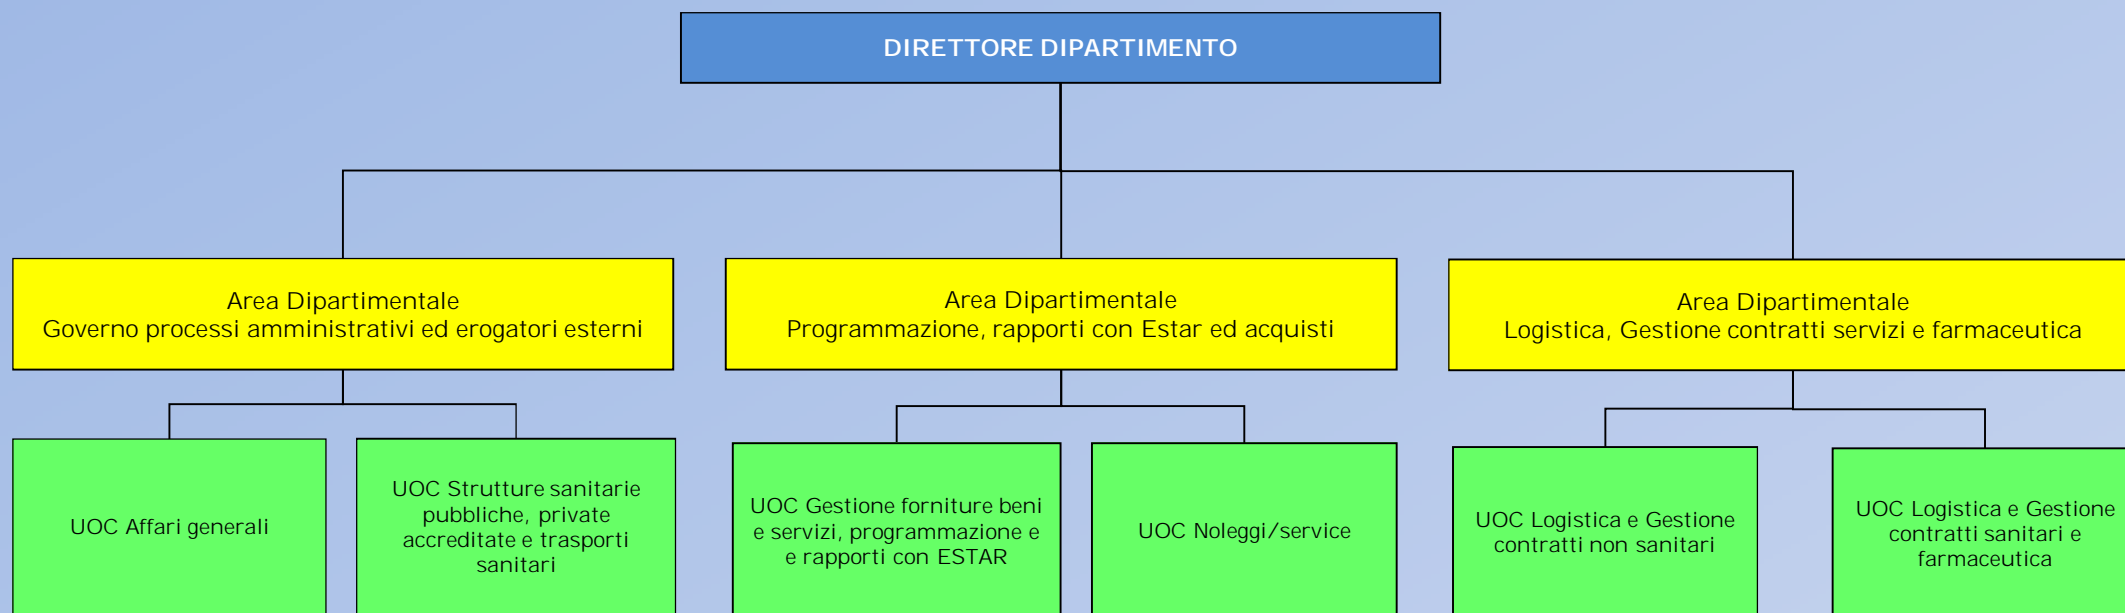 DIRETTORE DIPARTIMENTO
Area Dipartimentale
Governo processi amministrativi ed erogatori esterni
Area Dipartimentale
Programmazione, rapporti con Estar ed acquisti
Area Dipartimentale
Logistica, Gestione contratti servizi e farmaceutica
UOC Affari generali
UOC Strutture sanitarie
pubbliche, private
accreditate e trasporti
sanitari
UOC Gestione forniture beni
e servizi, programmazione e
e rapporti con ESTAR
UOC Noleggi/service
UOC Logistica e Gestione
contratti non sanitari
UOC Logistica e Gestione
contratti sanitari e
farmaceutica